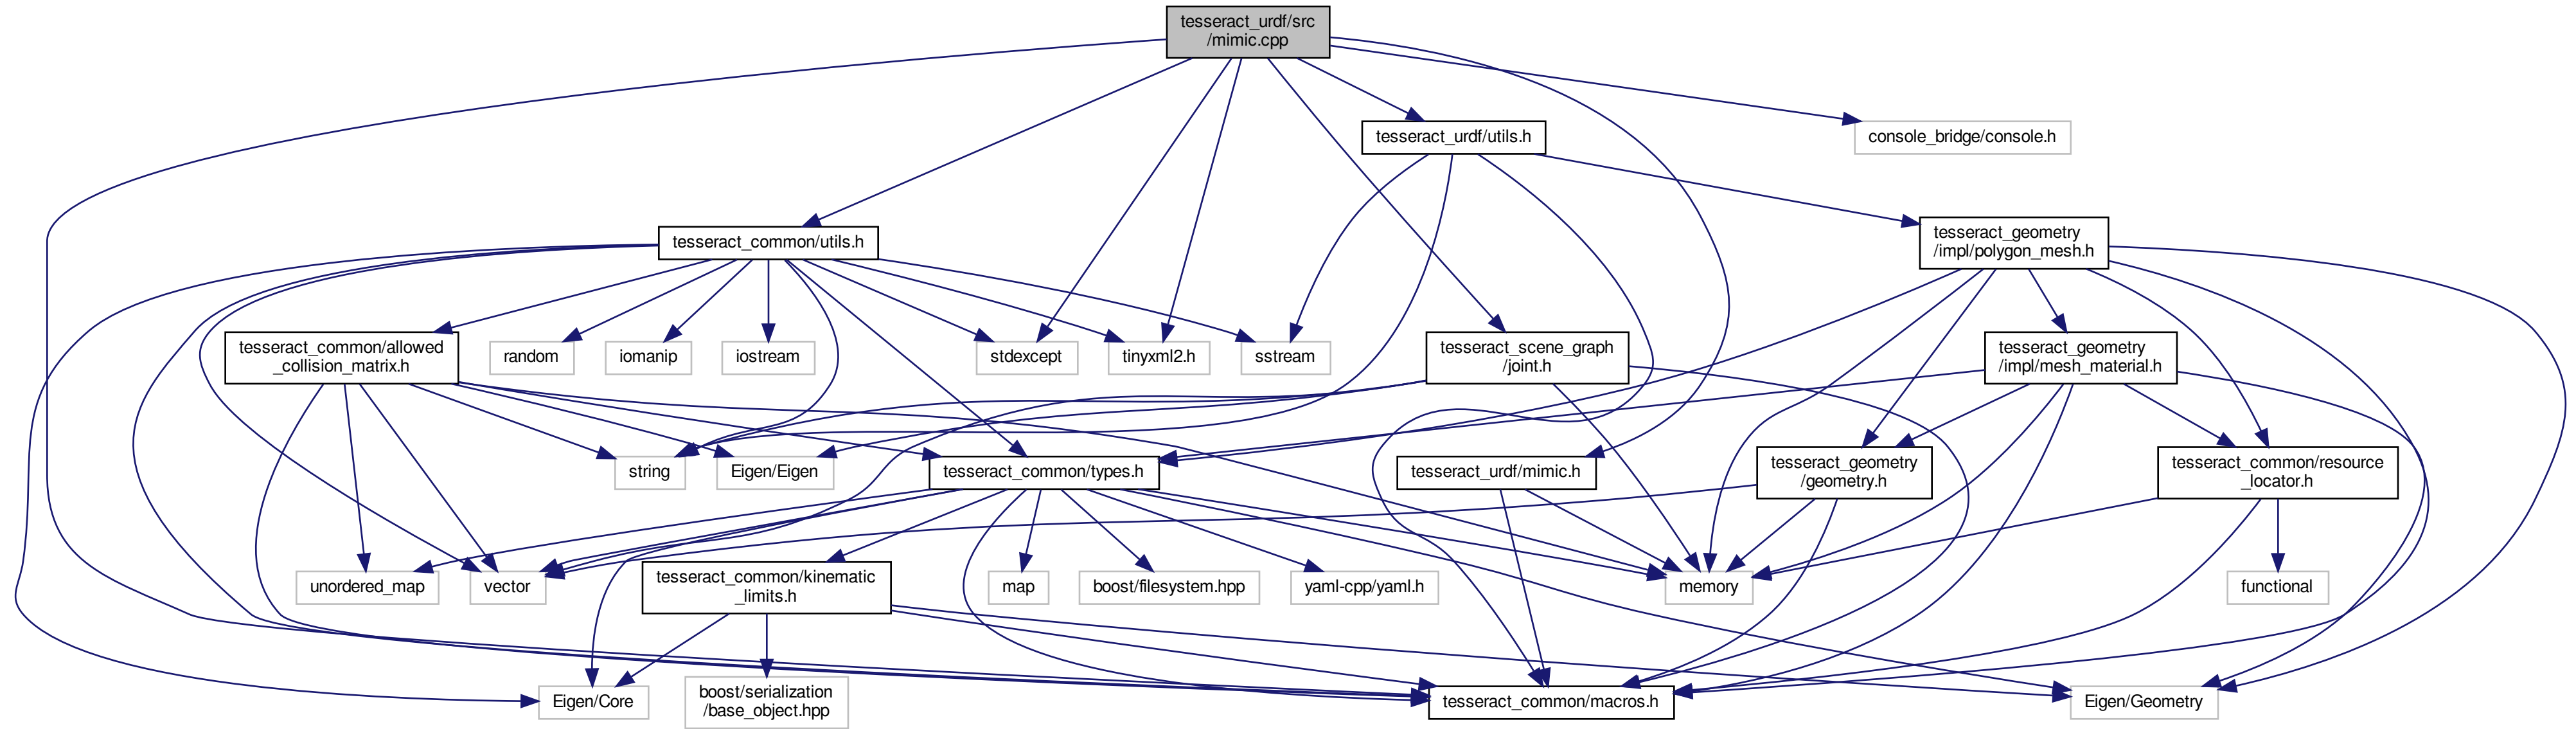 tesseract_urdf/src
/mimic.cpp
tesseract_urdf/utils.h
console_bridge/console.h
tesseract_common/utils.h
tesseract_geometry
/impl/polygon_mesh.h
tesseract_common/allowed
_collision_matrix.h
random
iomanip
iostream
stdexcept
tinyxml2.h
sstream
tesseract_scene_graph
/joint.h
tesseract_geometry
/impl/mesh_material.h
string
Eigen/Eigen
tesseract_common/types.h
tesseract_urdf/mimic.h
tesseract_geometry
/geometry.h
tesseract_common/resource
_locator.h
unordered_map
vector
tesseract_common/kinematic
_limits.h
map
boost/filesystem.hpp
yaml-cpp/yaml.h
memory
functional
Eigen/Core
boost/serialization
/base_object.hpp
tesseract_common/macros.h
Eigen/Geometry